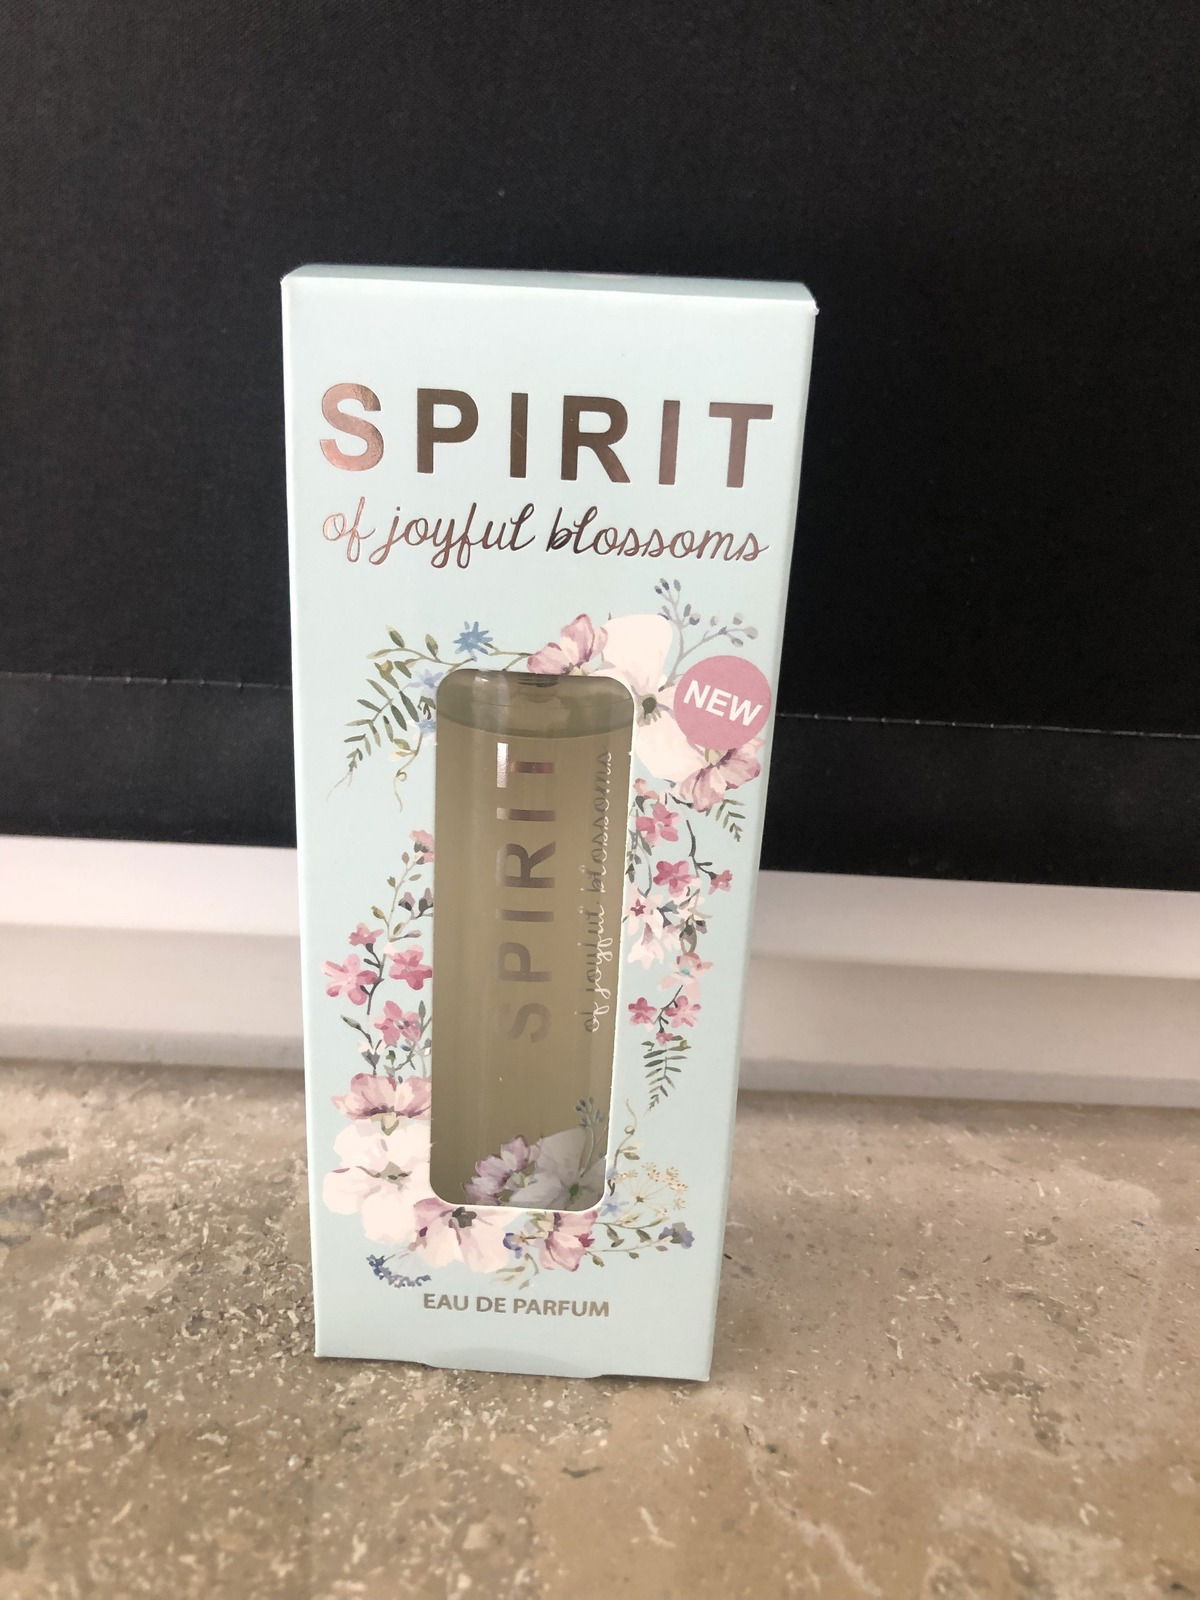 SPIRIT
of joyful blossoms
NEW
SPIRIT
of joyful blossoms
EAU DE PARFUM